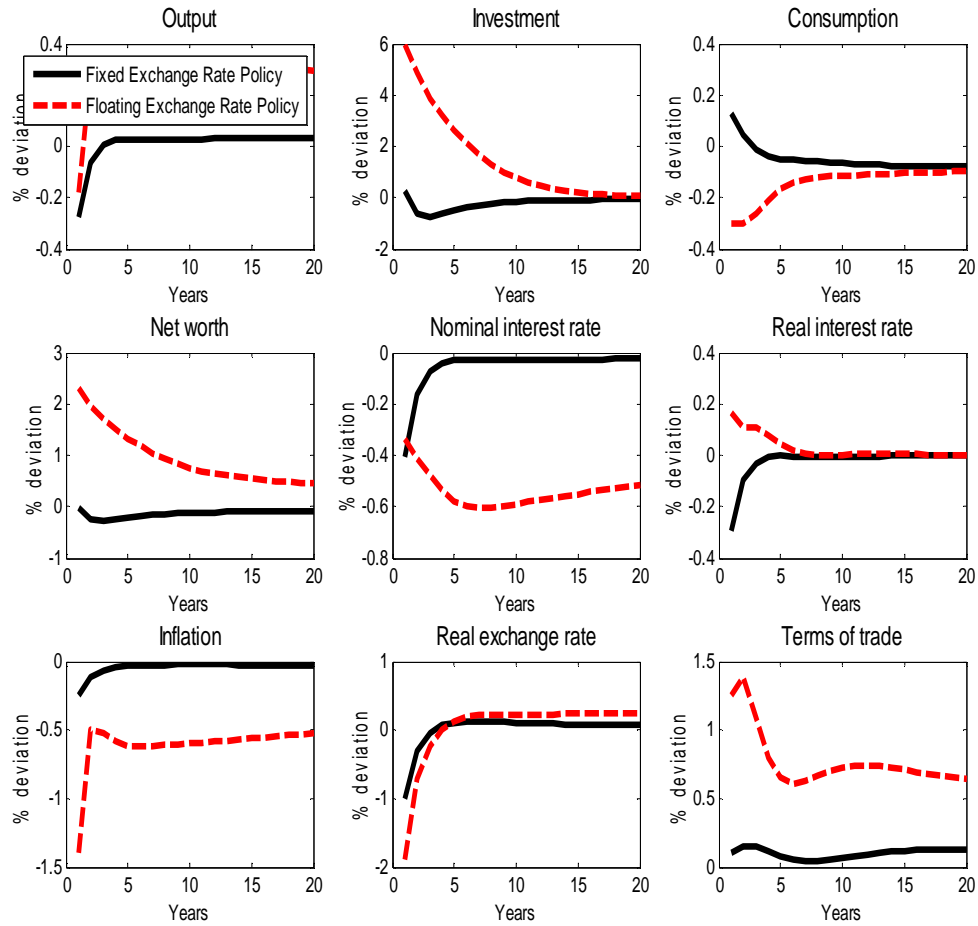 Output
Investment
Consumption
Fixed Exchange Rate Policy
Floating Exchange Rate Policy
% deviation
0.4
0
-0.2
-0.4
0 5 10 15 20
Years
% deviation
6
4
2
0
-2
0 5 10 15 20
Years
% deviation
0.4
0.2
0
-0.2
-0.4
0 5 10 15 20
Years
Net worth
Nominal interest rate
Real interest rate
% deviation
3
2
1
0
-1
0 5 10 15 20
Years
% deviation
0
-0.2
-0.4
-0.6
-0.8
0 5 10 15 20
Years
% deviation
0.4
0.2
0
-0.2
-0.4
0 5 10 15 20
Years
Inflation
Real exchange rate
Terms of trade
% deviation
0
-0.5
-1
-1.5
0 5 10 15 20
Years
% deviation
1
0
-1
-2
0 5 10 15 20
Years
% deviation
1.5
1
0.5
0
0 5 10 15 20
Years